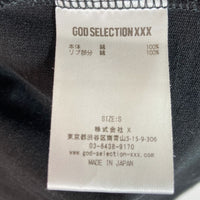 GOD SELECTION XXX
本体 綿 100%
リブ部分 綿 100%
SIZE:S
株式会社 X
東京都渋谷区南青山5-15-9-306
03-6438-9170
www.god-selection-xxx.com
MADE IN JAPAN